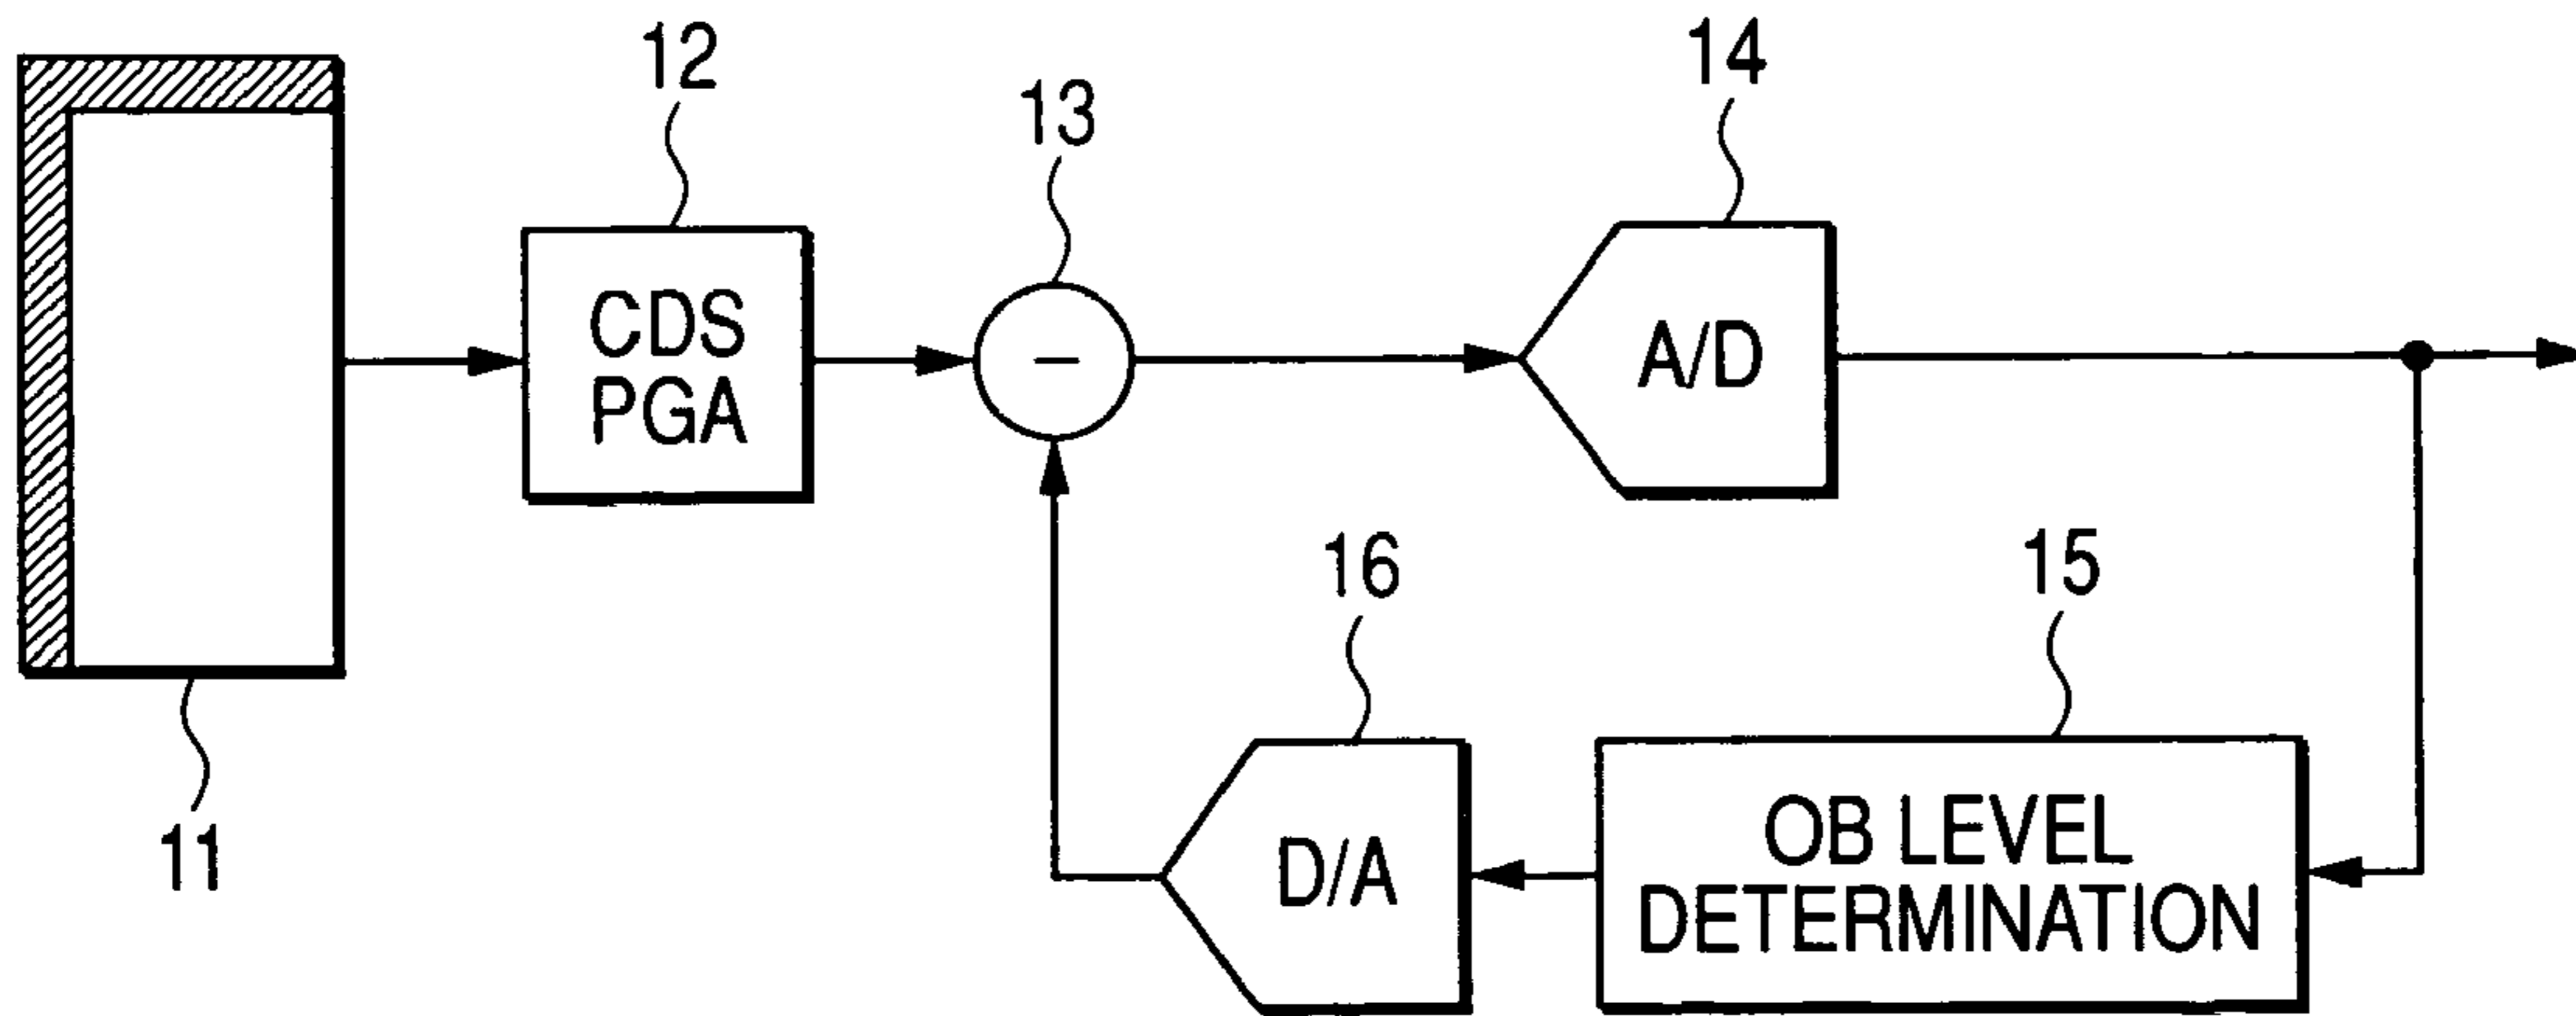 12
14
13
CDS
PGA
−
A/D
16
15
11
OB LEVEL
DETERMINATION
D/A